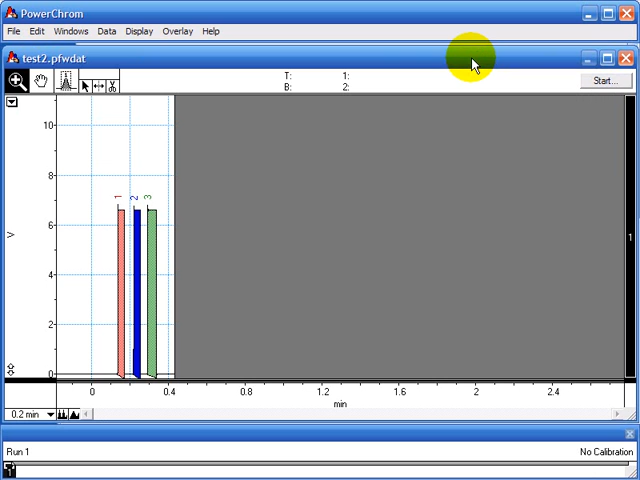 PowerChrom
File Edit Windows Data Display Overlay Help
test2.pfwdat
T: 1:
B: 2:
Start...
10
8
6
4
2
0
V
1 2 3
1
0 0.4 0.8 1.2 1.6 2 2.4
min
0.2 min
Run 1 No Calibration
1